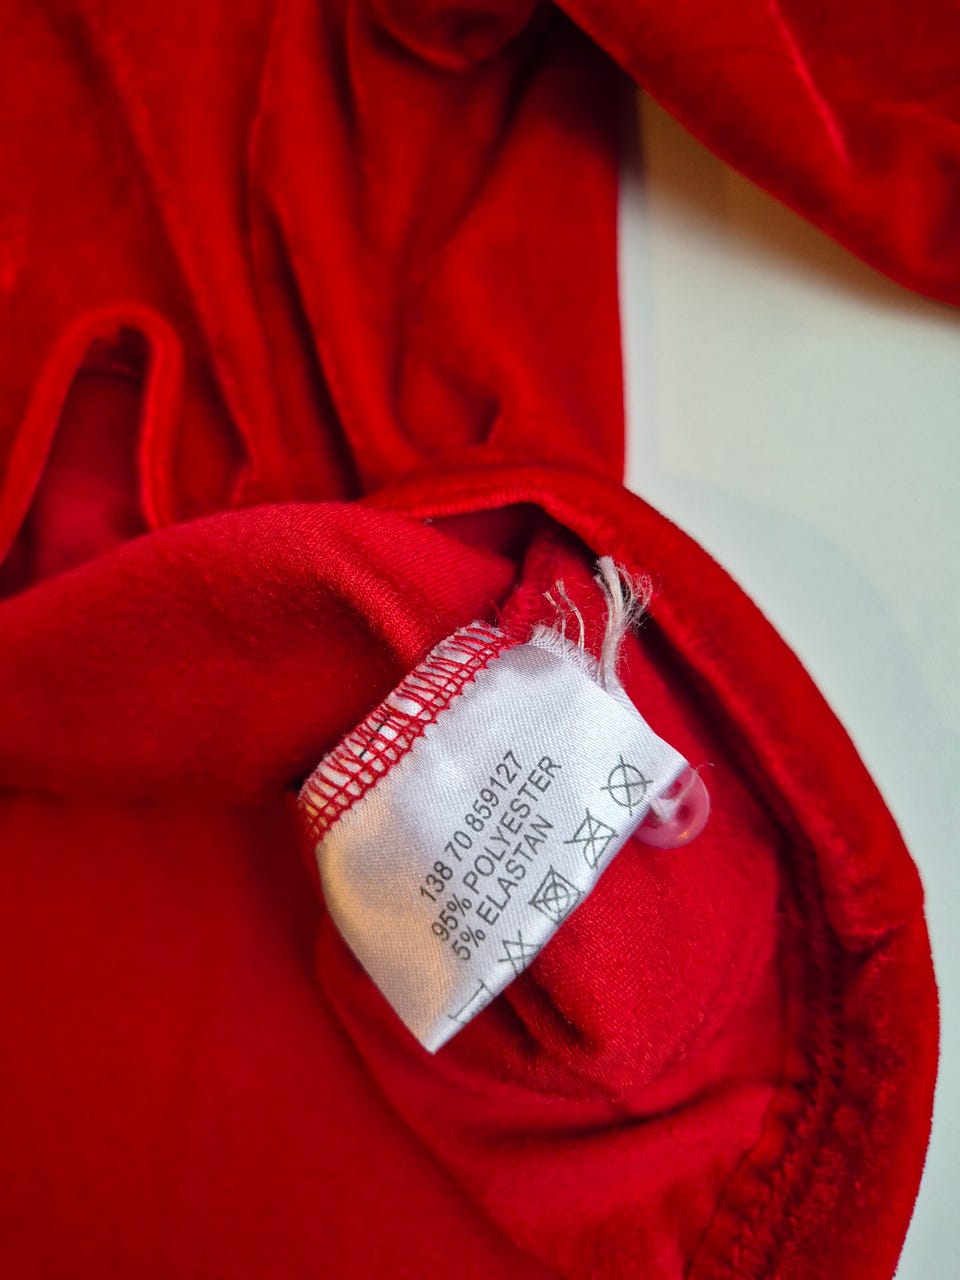 138 70 859127
95% POLYESTER
5% ELASTAN